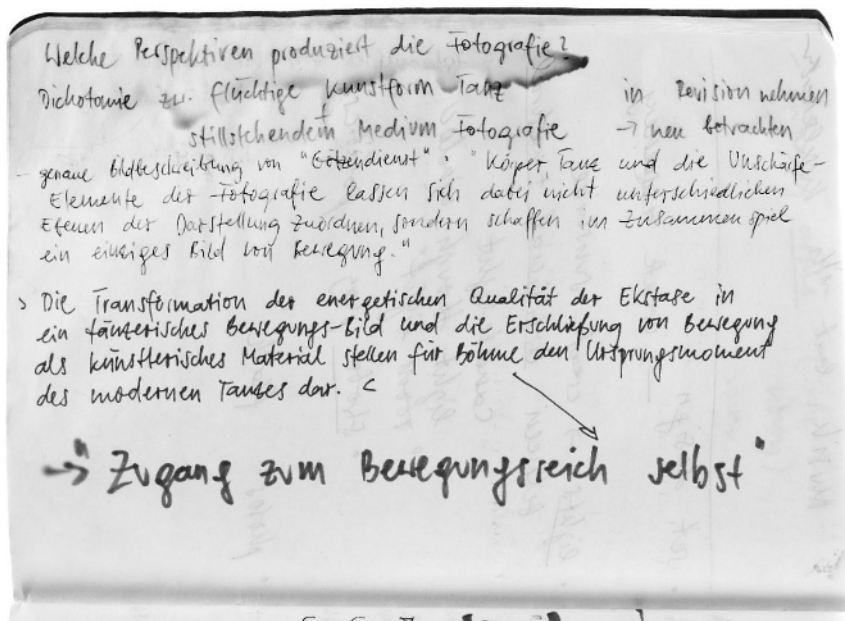 Welche Perspektiven produziert die Fotografie?
Dichotomie zw. flüchtige Kunstform Tanz in Revision nehmen
+
stillstehendem Medium Fotografie → neu betrachten
- genaue Bildbeschreibung von "Götzendienst". "Körper, Tanz und die Unschärfe-
Elemente der Fotografie lassen sich dabei nicht unterschiedlichen
Ebenen der Darstellung zuordnen, sondern schaffen im Zusammenspiel
ein einziges Bild von Bewegung."
> Die Transformation der energetischen Qualität der Ekstase in
ein tänzerisches Bewegungs-Bild und die Erschließung von Bewegung
als künstlerisches Material stellen für Böhme den Ursprungsmoment
des modernen Tanzes dar. <
→ "Zugang zum Bewegungsreich selbst"